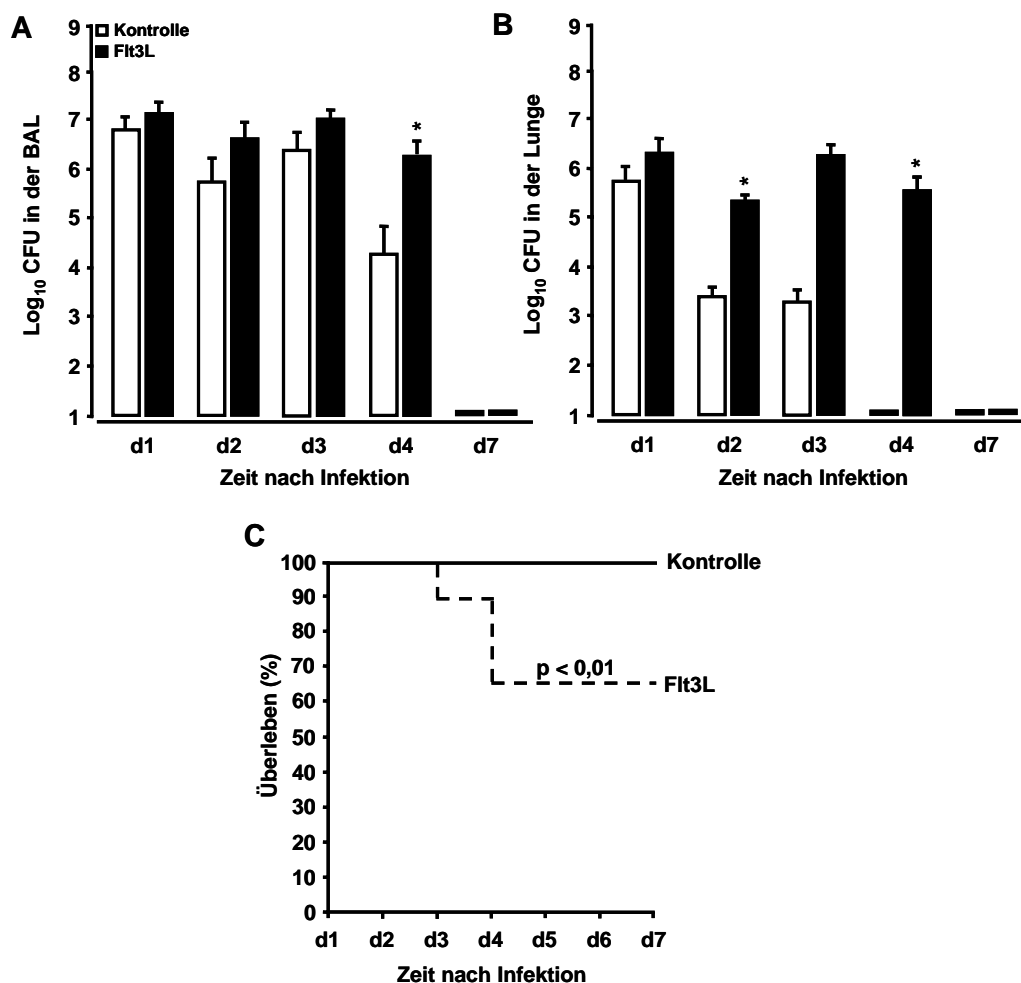 A
Kontrolle
Flt3L
Log10 CFU in der BAL
9
8
7
6
5
4
3
2
1
*
d1 d2 d3 d4 d7
Zeit nach Infektion
B
Log10 CFU in der Lunge
9
8
7
6
5
4
3
2
1
*
*
d1 d2 d3 d4 d7
Zeit nach Infektion
C
Überleben (%)
100
90
80
70
60
50
40
30
20
10
0
Kontrolle
p < 0,01
Flt3L
d1 d2 d3 d4 d5 d6 d7
Zeit nach Infektion